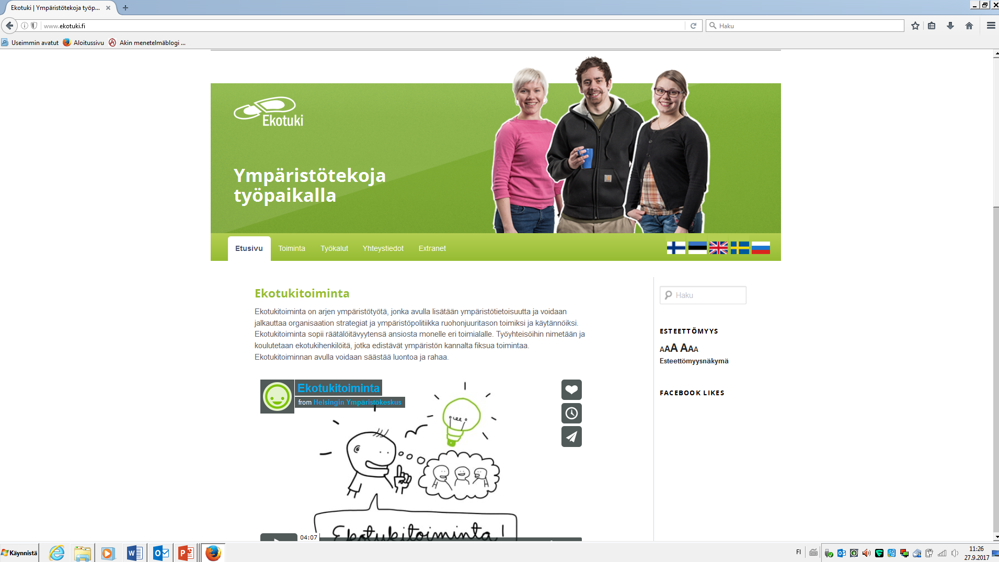 Ekotuki | Ympäristötekoja työp...
www.ekotuki.fi
Haku
Useimmin avatut
Aloitussivu
Akin menetelmäblogi ...
Ekotuki
Ympäristötekoja
työpaikalla
Etusivu
Toiminta
Työkalut
Yhteystiedot
Extranet
Ekotukitoiminta
Ekotukitoiminta on arjen ympäristötyötä, jonka avulla lisätään ympäristötietoisuutta ja voidaan
jalkauttaa organisaation strategiat ja ympäristöpolitiikka ruohonjuuritason toimiksi ja käytännöiksi.
Ekotukitoiminta sopii räätälöitävyytensä ansiosta monelle eri toimialalle. Työyhteisöihin nimetään ja
koulutetaan ekotukihenkilöitä, jotka edistävät ympäristön kannalta fiksua toimintaa.
Ekotukitoiminnan avulla voidaan säästää luontoa ja rahaa.
Haku
ESTEETTÖMYYS
AAA AAA
Esteettömyysnäkymä
FACEBOOK LIKES
Ekotukitoiminta
from Helsingin Ympäristökeskus
Ekotukitoiminta!
04:07
Käynnistä
FI
11:26
27.9.2017